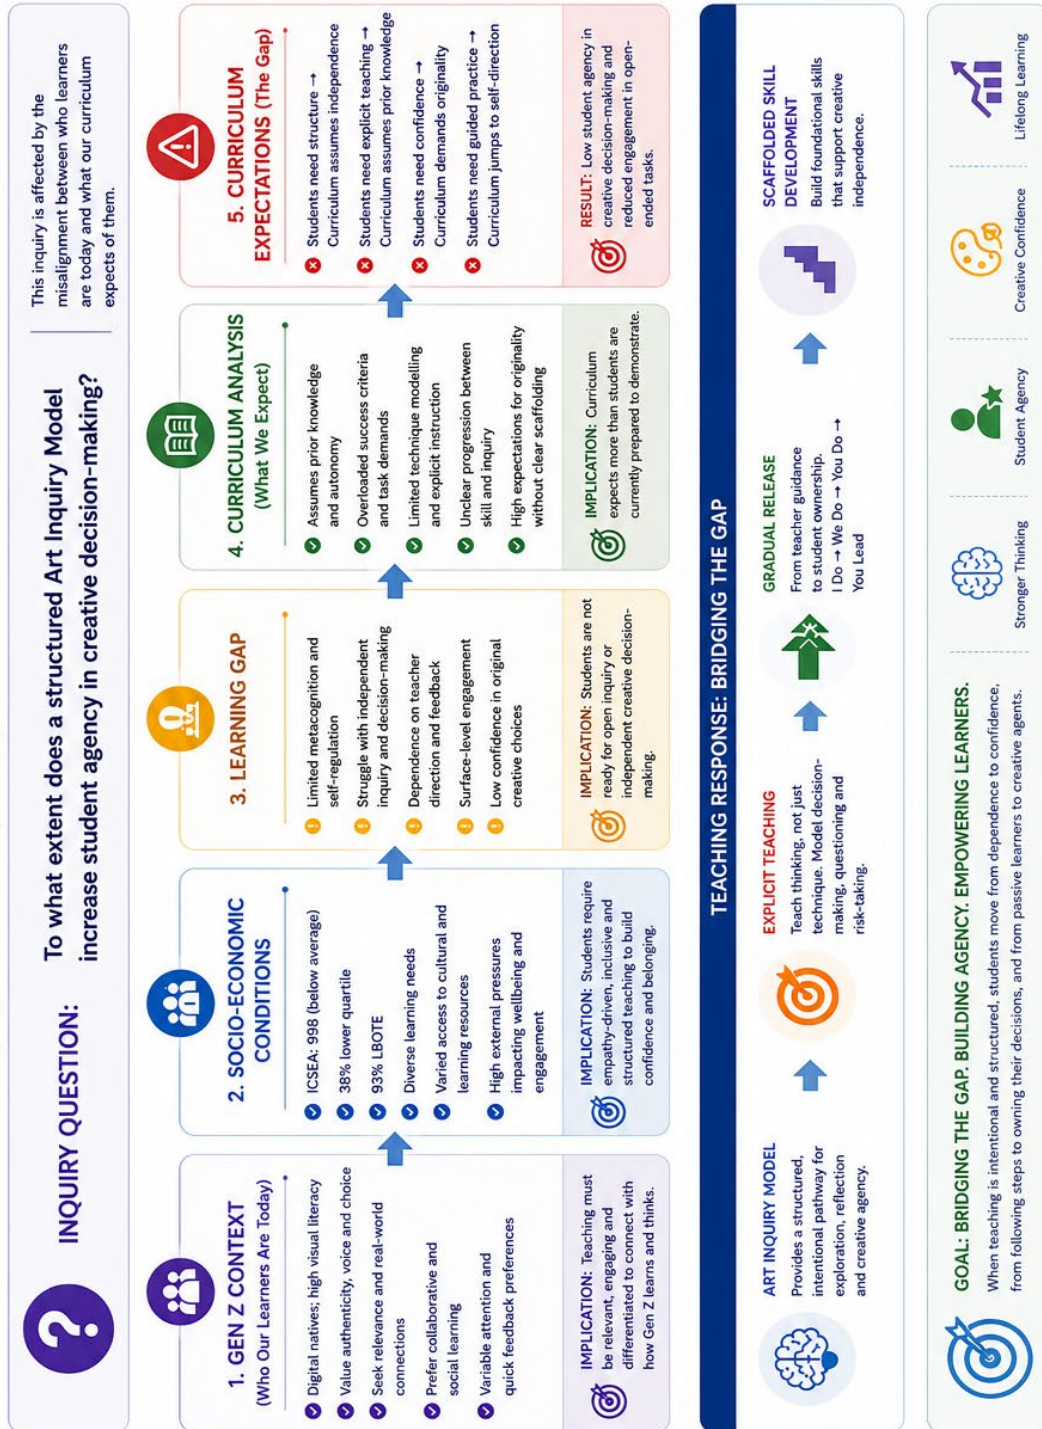 INQUIRY QUESTION:
To what extent does a structured Art Inquiry Model
increase student agency in creative decision-making?
This inquiry is affected by the
misalignment between who learners
are today and what our curriculum
expects of them.
1. GEN Z CONTEXT
(Who Our Learners Are Today)
Digital natives; high visual literacy
Value authenticity, voice and choice
Seek relevance and real-world
connections
Prefer collaborative and
social learning
Variable attention and
quick feedback preferences
IMPLICATION: Teaching must
be relevant, engaging and
differentiated to connect with
how Gen Z learns and thinks.
2. SOCIO-ECONOMIC
CONDITIONS
ICSEA: 998 (below average)
38% lower quartile
93% LBOTE
Diverse learning needs
Varied access to cultural and
learning resources
High external pressures
impacting wellbeing and
engagement
IMPLICATION: Students require
empathy-driven, inclusive and
structured teaching to build
confidence and belonging.
3. LEARNING GAP
Limited metacognition and
self-regulation
Struggle with independent
inquiry and decision-making
Dependence on teacher
direction and feedback
Surface-level engagement
Low confidence in original
creative choices
IMPLICATION: Students are not
ready for open inquiry or
independent creative decision-
making.
4. CURRICULUM ANALYSIS
(What We Expect)
Assumes prior knowledge
and autonomy
Overloaded success criteria
and task demands
Limited technique modelling
and explicit instruction
Unclear progression between
skill and inquiry
High expectations for originality
without clear scaffolding
IMPLICATION: Curriculum
expects more than students are
currently prepared to demonstrate.
5. CURRICULUM
EXPECTATIONS (The Gap)
Students need structure →
Curriculum assumes independence
Students need explicit teaching →
Curriculum assumes prior knowledge
Students need confidence →
Curriculum demands originality
Students need guided practice →
Curriculum jumps to self-direction
RESULT: Low student agency in
creative decision-making and
reduced engagement in open-
ended tasks.
TEACHING RESPONSE: BRIDGING THE GAP
ART INQUIRY MODEL
Provides a structured,
intentional pathway for
exploration, reflection
and creative agency.
EXPLICIT TEACHING
Teach thinking, not just
technique. Model decision-
making, questioning and
risk-taking.
GRADUAL RELEASE
From teacher guidance
to student ownership.
I Do → We Do → You Do →
You Lead
SCAFFOLDED SKILL
DEVELOPMENT
Build foundational skills
that support creative
independence.
GOAL: BRIDGING THE GAP. BUILDING AGENCY. EMPOWERING LEARNERS.
When teaching is intentional and structured, students move from dependence to confidence,
from following steps to owning their decisions, and from passive learners to creative agents.
Stronger Thinking
Student Agency
Creative Confidence
Lifelong Learning